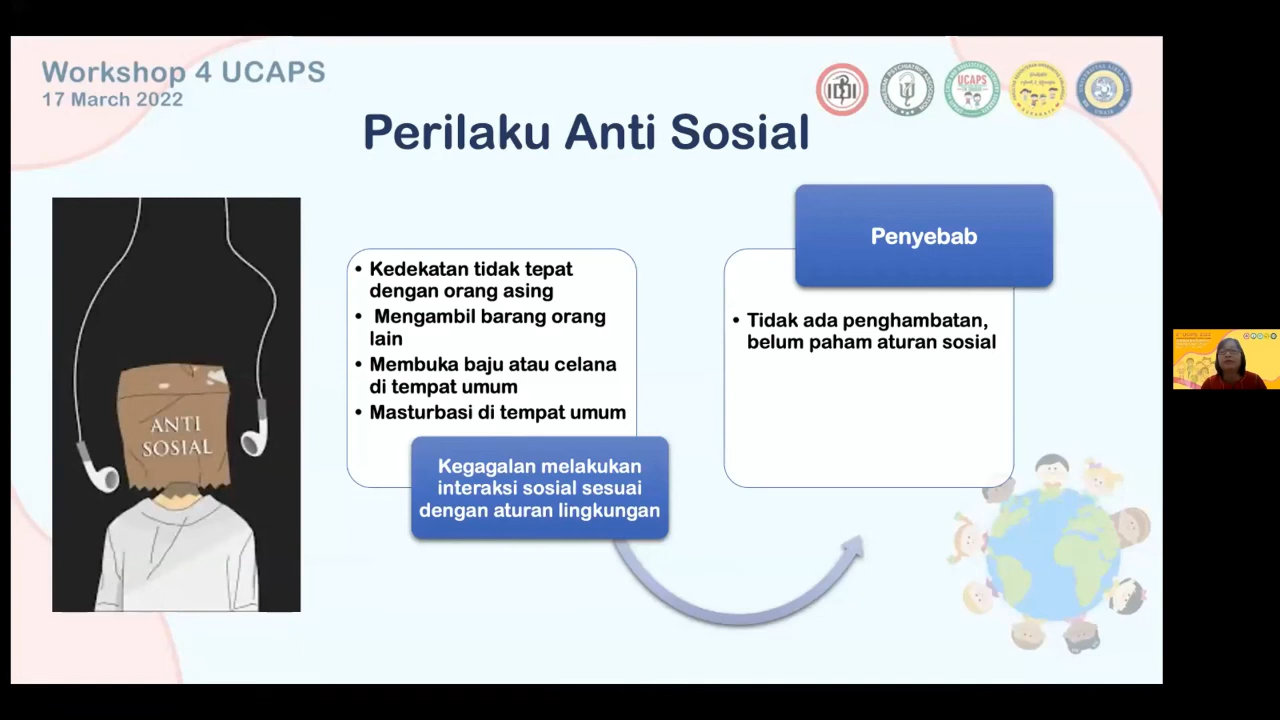 Workshop 4 UCAPS
17 March 2022
Perilaku Anti Sosial
IDI
UCAPS
ANTI
SOSIAL
• Kedekatan tidak tepat
dengan orang asing
• Mengambil barang orang
lain
• Membuka baju atau celana
di tempat umum
• Masturbasi di tempat umum
Kegagalan melakukan
interaksi sosial sesuai
dengan aturan lingkungan
Penyebab
• Tidak ada penghambatan,
belum paham aturan sosial